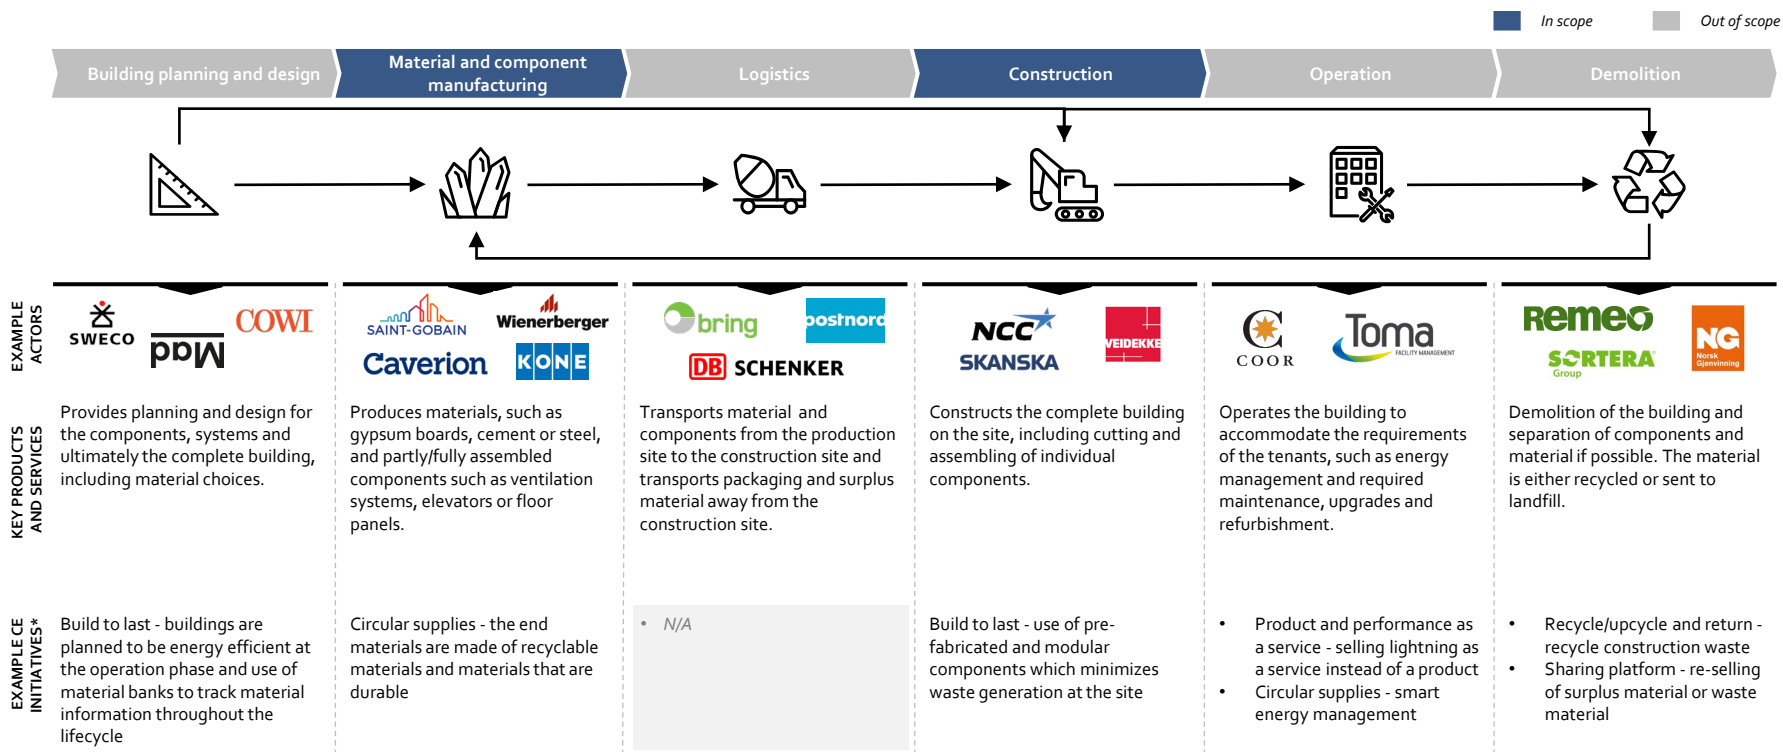 In scope
Out of scope
Building planning and design
Material and component
manufacturing
Logistics
Construction
Operation
Demolition
EXAMPLE
ACTORS
SWECO
Mad
COWI
SAINT-GOBAIN
Wienerberger
Caverion
KONE
bring
postnord
DB SCHENKER
NCC
SKANSKA
VEIDEKKE
COOR
Toma
FACILITY MANAGEMENT
Remeo
SORTERA
Group
NG
Norsk
Gjenvinning
KEY PRODUCTS
AND SERVICES
Provides planning and design for
the components, systems and
ultimately the complete building,
including material choices.
Produces materials, such as
gypsum boards, cement or steel,
and partly/fully assembled
components such as ventilation
systems, elevators or floor
panels.
Transports material and
components from the production
site to the construction site and
transports packaging and surplus
material away from the
construction site.
Constructs the complete building
on the site, including cutting and
assembling of individual
components.
Operates the building to
accommodate the requirements
of the tenants, such as energy
management and required
maintenance, upgrades and
refurbishment.
Demolition of the building and
separation of components and
material if possible. The material
is either recycled or sent to
landfill.
EXAMPLE CE
INITIATIVES*
Build to last - buildings are
planned to be energy efficient at
the operation phase and use of
material banks to track material
information throughout the
lifecycle
Circular supplies - the end
materials are made of recyclable
materials and materials that are
durable
• N/A
Build to last - use of pre-
fabricated and modular
components which minimizes
waste generation at the site
• Product and performance as
a service - selling lightning as
a service instead of a product
• Circular supplies - smart
energy management
• Recycle/upcycle and return -
recycle construction waste
• Sharing platform - re-selling
of surplus material or waste
material